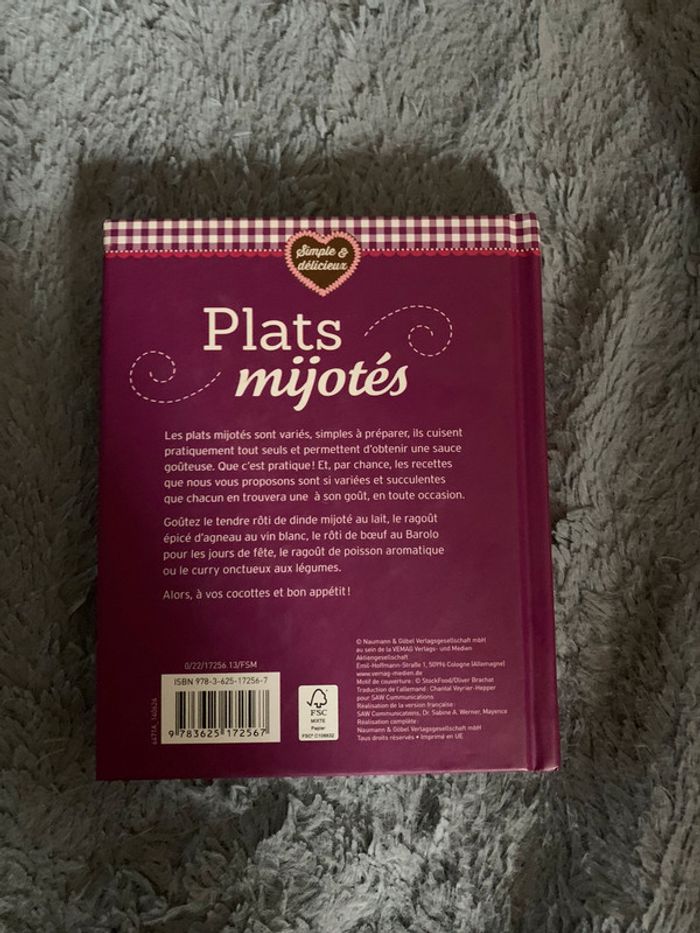 Simple &
délicieux
Plats
mijotés
Les plats mijotés sont variés, simples à préparer, ils cuisent
pratiquement tout seuls et permettent d'obtenir une sauce
goûteuse. Que c'est pratique ! Et, par chance, les recettes
que nous vous proposons sont si variées et succulentes
que chacun en trouvera une à son goût, en toute occasion.
Goûtez le tendre rôti de dinde mijoté au lait, le ragoût
épicé d'agneau au vin blanc, le rôti de bœuf au Barolo
pour les jours de fête, le ragoût de poisson aromatique
ou le curry onctueux aux légumes.
Alors, à vos cocottes et bon appétit !
© Naumann & Göbel Verlagsgesellschaft mbH
au sein de la VEMAG Verlags- und Medien
Aktiengesellschaft
Emil-Hoffmann-Straße 1, 50996 Cologne (Allemagne)
www.vemag-medien.de
Motif de couverture : © StockFood/Oliver Brachat
Traduction de l'allemand : Chantal Veyrier-Hepper
pour SAW Communications
Réalisation de la version française :
SAW Communications, Dr. Sabine A. Werner, Mayence
Réalisation complète :
Naumann & Göbel Verlagsgesellschaft mbH
Tous droits réservés • Imprimé en UE
0/22/17256.13/FSM
ISBN 978-3-625-17256-7
9 783625 172567
FSC
MIXTE
Papier